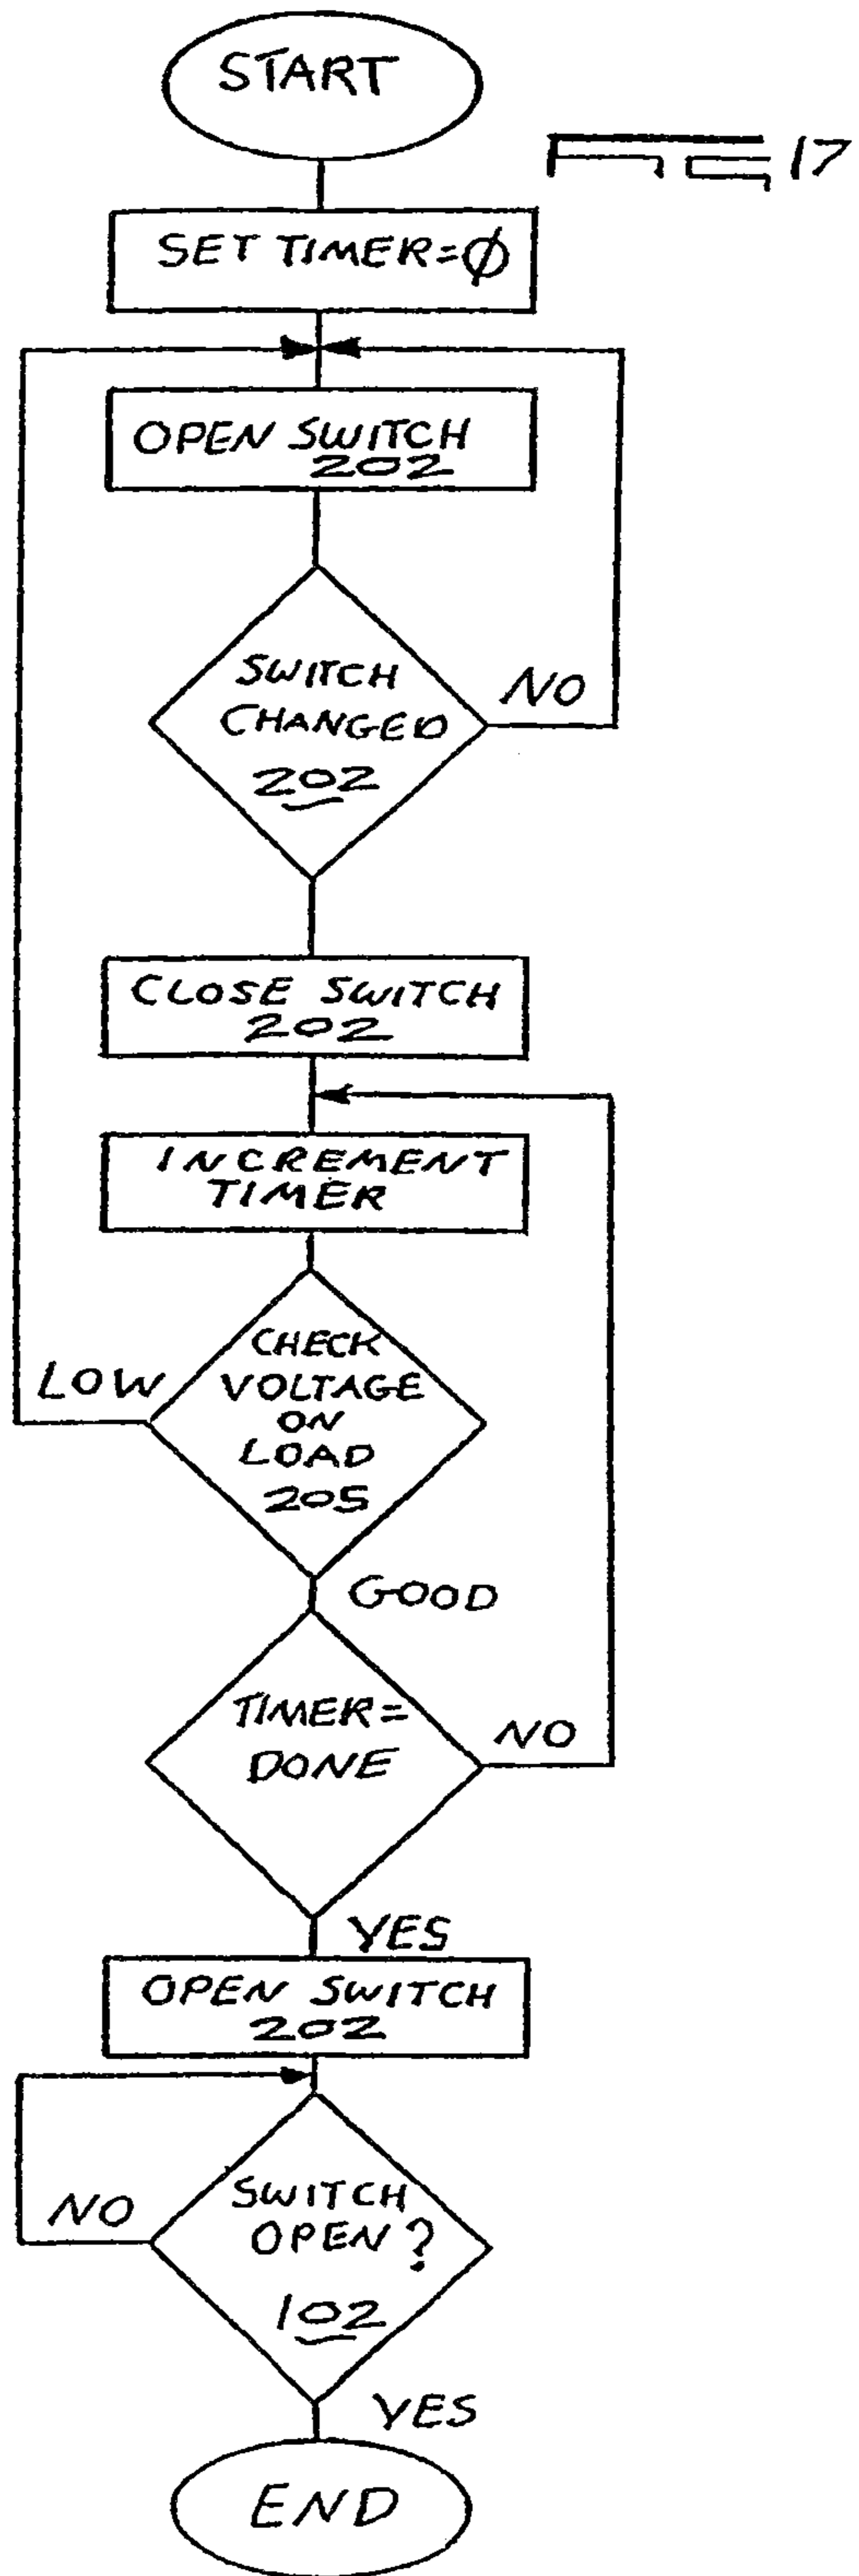 START
FIG 17
SET TIMER=Ø
OPEN SWITCH
202
SWITCH
CHANGED
202
NO
CLOSE SWITCH
202
INCREMENT
TIMER
CHECK
VOLTAGE
ON
LOAD
205
LOW
GOOD
TIMER=
DONE
NO
YES
OPEN SWITCH
202
SWITCH
OPEN?
102
NO
YES
END